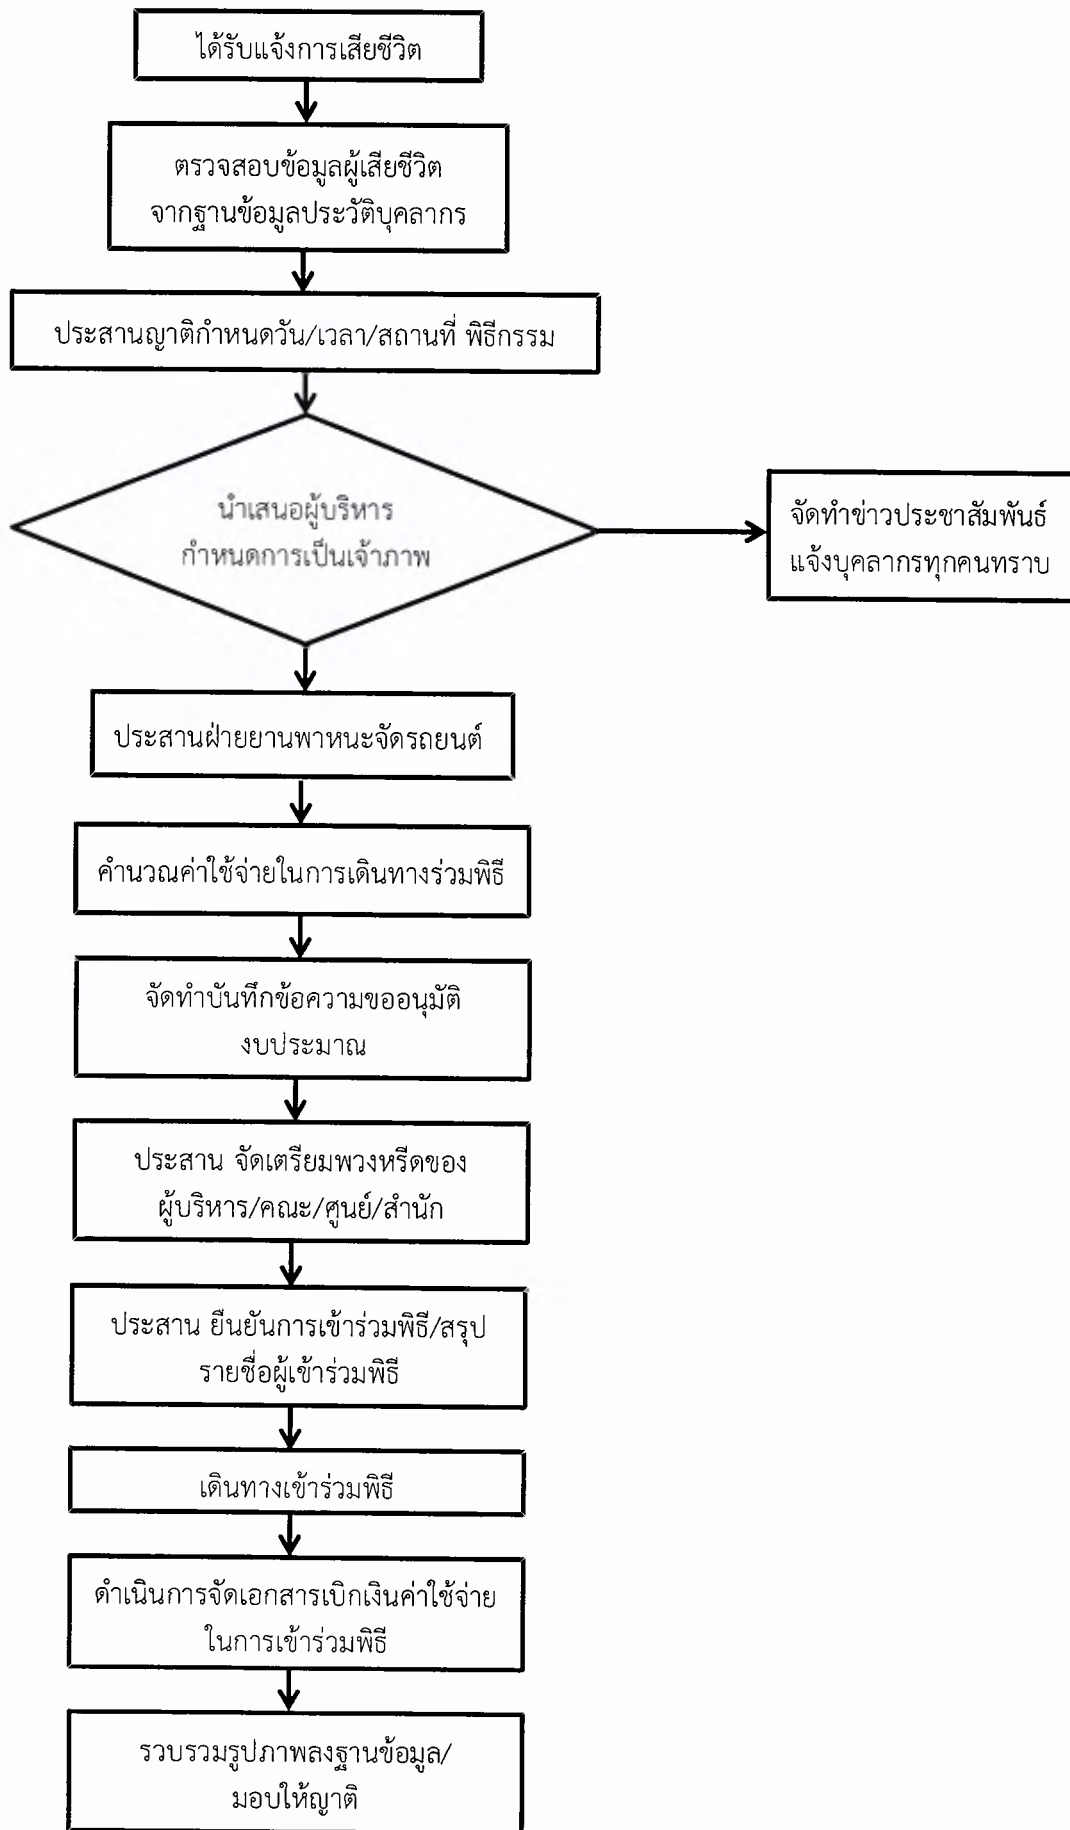 ได้รับแจ้งการเสียชีวิต
ตรวจสอบข้อมูลผู้เสียชีวิต
จากฐานข้อมูลประวัติบุคลากร
ประสานญาติกำหนดวัน/เวลา/สถานที่ พิธีกรรม
นำเสนอผู้บริหาร
กำหนดการเป็นเจ้าภาพ
จัดทำข่าวประชาสัมพันธ์
แจ้งบุคลากรทุกคนทราบ
ประสานฝ่ายยานพาหนะจัดรถยนต์
คำนวณค่าใช้จ่ายในการเดินทางร่วมพิธี
จัดทำบันทึกข้อความขออนุมัติ
งบประมาณ
ประสาน จัดเตรียมพวงหรีดของ
ผู้บริหาร/คณะ/ศูนย์/สำนัก
ประสาน ยืนยันการเข้าร่วมพิธี/สรุป
รายชื่อผู้เข้าร่วมพิธี
เดินทางเข้าร่วมพิธี
ดำเนินการจัดเอกสารเบิกเงินค่าใช้จ่าย
ในการเข้าร่วมพิธี
รวบรวมรูปภาพลงฐานข้อมูล/
มอบให้ญาติ